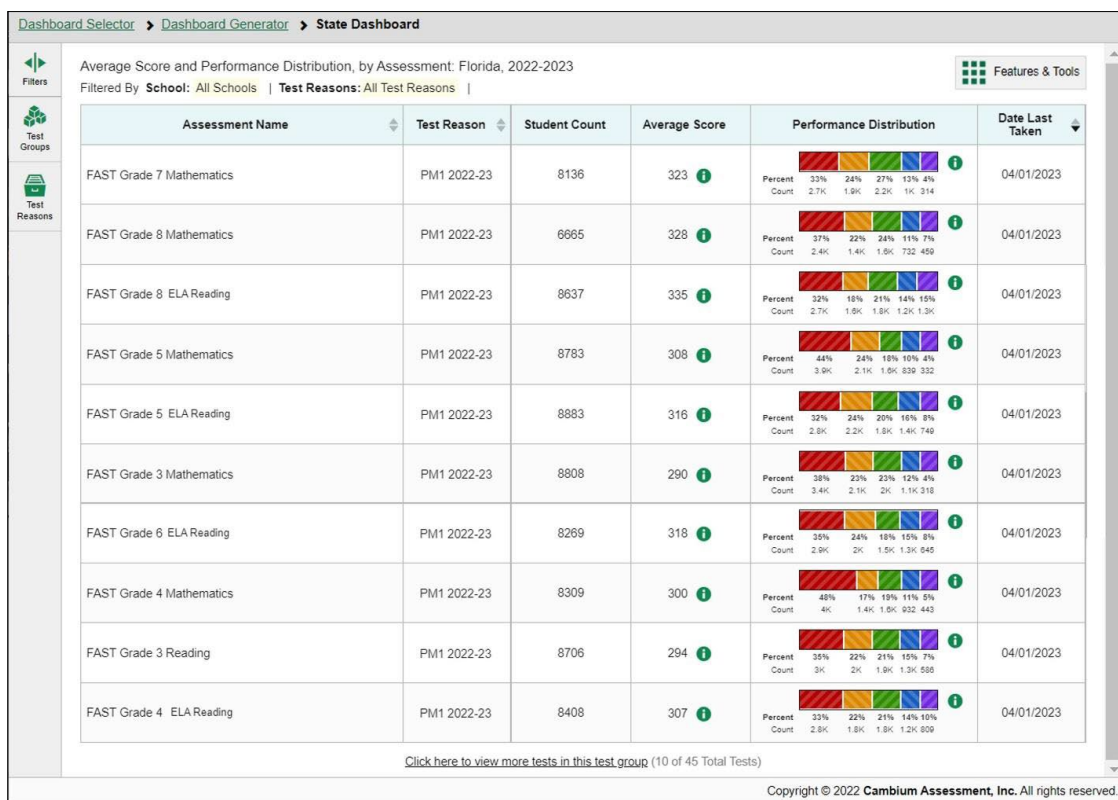 Dashboard Selector > Dashboard Generator > State Dashboard
Filters
Test
Groups
Test
Reasons
Average Score and Performance Distribution, by Assessment: Florida, 2022-2023
Filtered By School: All Schools | Test Reasons: All Test Reasons |
Features & Tools
Assessment Name Test Reason Student Count Average Score Performance Distribution Date Last Taken
FAST Grade 7 Mathematics PM1 2022-23 8136 323 04/01/2023
Percent 33% 24% 27% 13% 4%
Count 2.7K 1.9K 2.2K 1K 314
FAST Grade 8 Mathematics PM1 2022-23 6665 328 04/01/2023
Percent 37% 22% 24% 11% 7%
Count 2.4K 1.4K 1.6K 732 459
FAST Grade 8 ELA Reading PM1 2022-23 8637 335 04/01/2023
Percent 32% 18% 21% 14% 15%
Count 2.7K 1.6K 1.8K 1.2K 1.3K
FAST Grade 5 Mathematics PM1 2022-23 8783 308 04/01/2023
Percent 44% 24% 18% 10% 4%
Count 3.9K 2.1K 1.6K 839 332
FAST Grade 5 ELA Reading PM1 2022-23 8883 316 04/01/2023
Percent 32% 24% 20% 16% 8%
Count 2.8K 2.2K 1.8K 1.4K 749
FAST Grade 3 Mathematics PM1 2022-23 8808 290 04/01/2023
Percent 38% 23% 23% 12% 4%
Count 3.4K 2.1K 2K 1.1K 318
FAST Grade 6 ELA Reading PM1 2022-23 8269 318 04/01/2023
Percent 35% 24% 18% 15% 8%
Count 2.9K 2K 1.5K 1.3K 645
FAST Grade 4 Mathematics PM1 2022-23 8309 300 04/01/2023
Percent 48% 17% 19% 11% 5%
Count 4K 1.4K 1.6K 932 443
FAST Grade 3 Reading PM1 2022-23 8706 294 04/01/2023
Percent 35% 22% 21% 15% 7%
Count 3K 2K 1.9K 1.3K 586
FAST Grade 4 ELA Reading PM1 2022-23 8408 307 04/01/2023
Percent 33% 22% 21% 14% 10%
Count 2.8K 1.8K 1.8K 1.2K 809
Click here to view more tests in this test group (10 of 45 Total Tests)
Copyright © 2022 Cambium Assessment, Inc. All rights reserved.